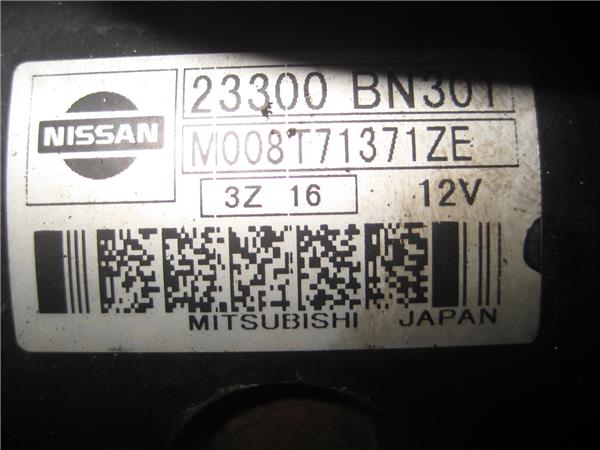 NISSAN
23300 BN301
M008T71371ZE
3Z 16 12V
MITSUBISHI JAPAN